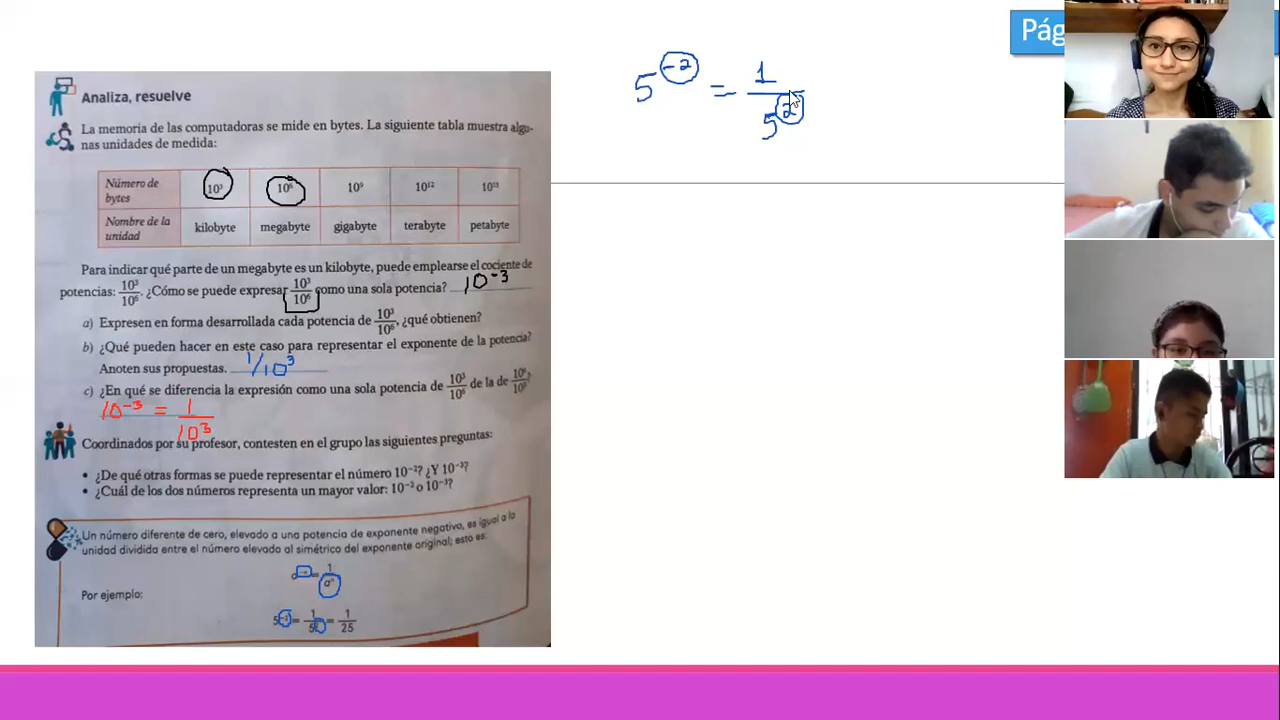 Pág
5⁻² = 1/5²
Analiza, resuelve
La memoria de las computadoras se mide en bytes. La siguiente tabla muestra algu-
nas unidades de medida:
Número de bytes 10³ 10⁶ 10⁹ 10¹² 10¹⁵
Nombre de la unidad kilobyte megabyte gigabyte terabyte petabyte
Para indicar qué parte de un megabyte es un kilobyte, puede emplearse el cociente de
potencias: 10³/10⁶. ¿Cómo se puede expresar 10³/10⁶ como una sola potencia? 10⁻³
a) Expresen en forma desarrollada cada potencia de 10³/10⁶, ¿qué obtienen?
b) ¿Qué pueden hacer en este caso para representar el exponente de la potencia?
Anoten sus propuestas. 1/10³
c) ¿En qué se diferencia la expresión como una sola potencia de 10³/10⁶ de la de
10⁻³ = 1/10³
Coordinados por su profesor, contesten en el grupo las siguientes preguntas:
• ¿De qué otras formas se puede representar el número 10⁻²? ¿Y 10⁻³?
• ¿Cuál de los dos números representa un mayor valor: 10⁻² o 10⁻³?
Un número diferente de cero, elevado a una potencia de exponente negativo, es igual a la
unidad dividida entre el número elevado al simétrico del exponente original; esto es:
Por ejemplo:
5⁻² = 1/5² = 1/25